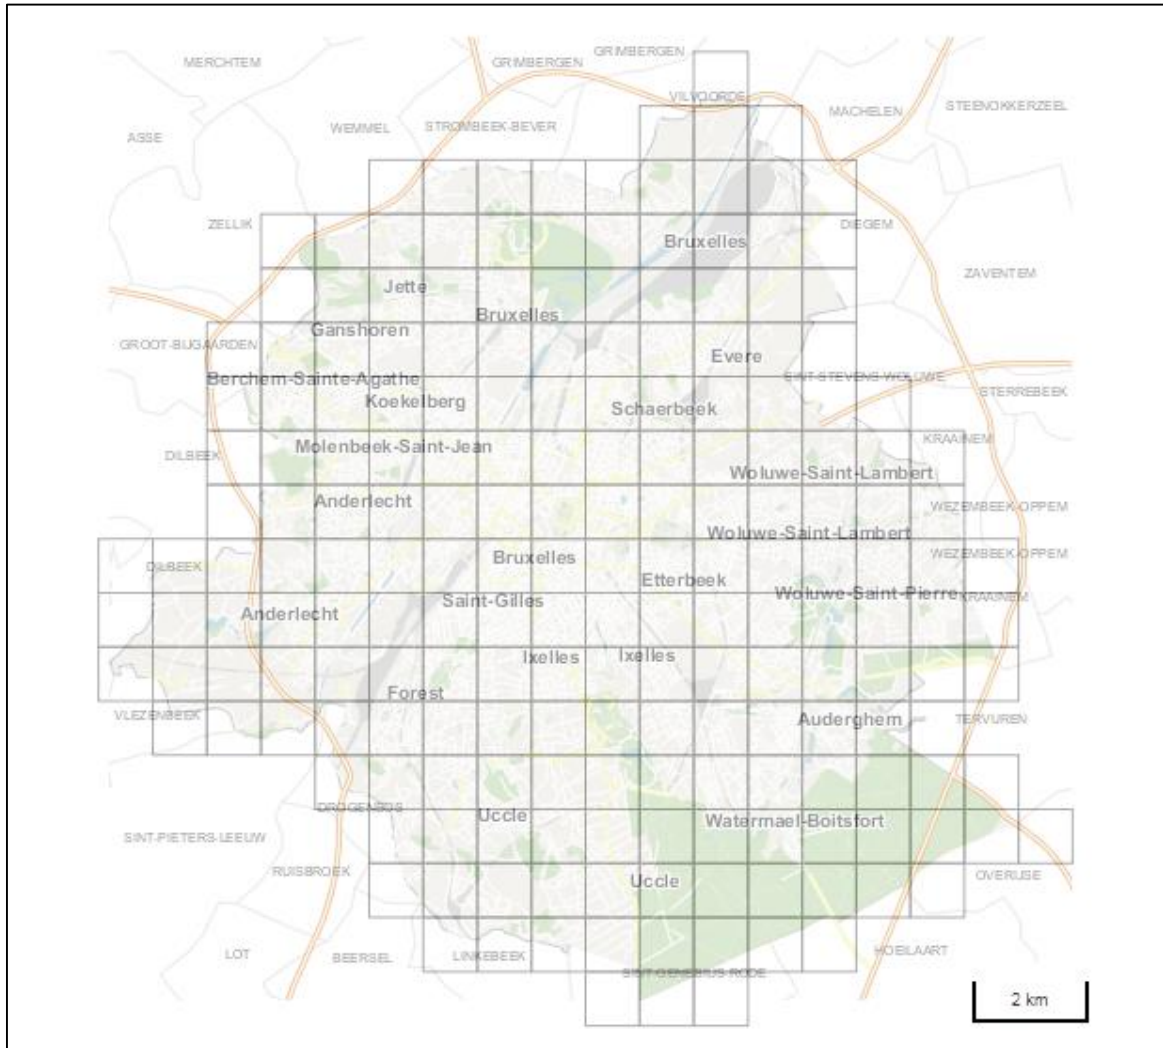 GRIMBERGEN
MERCHTEM
GRIMBERGEN
VILVOORDE
STEENOKKERZEEL
MACHELEN
WEMMEL
STROMBEEK-BEVER
ASSE
ZELLIK
DIEGEM
Bruxelles
ZAVENTEM
Jette
Bruxelles
Ganshoren
GROOT-BIJGAARDEN
Evere
Berchem-Sainte-Agathe
SINT-STEVENS-WOLUWE
STERREBEEK
Koekelberg
Schaerbeek
KRAAINEM
Molenbeek-Saint-Jean
DILBEEK
Woluwe-Saint-Lambert
Anderlecht
WEZEMBEEK-OPPEM
Woluwe-Saint-Lambert
Bruxelles
WEZEMBEEK-OPPEM
DILBEEK
Etterbeek
Woluwe-Saint-Pierre
KRAAINEM
Saint-Gilles
Anderlecht
Ixelles
Ixelles
Forest
VLEZENBEEK
Auderghem
TERVUREN
DROGENBOS
Uccle
Watermael-Boitsfort
SINT-PIETERS-LEEUW
RUISBROEK
Uccle
OVERIJSE
LOT
BEERSEL
LINKEBEEK
HOEILAART
SINT-GENESIUS-RODE
2 km